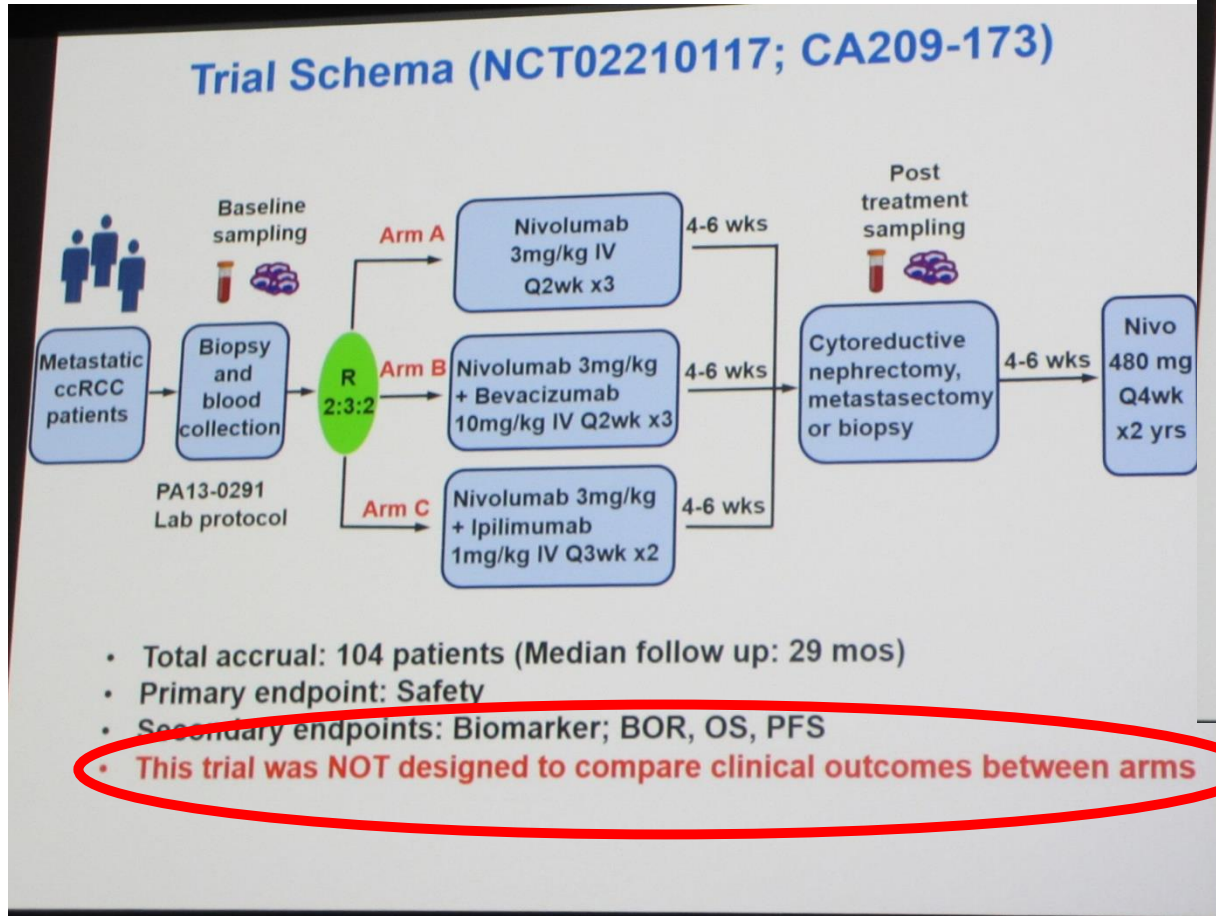 Trial Schema (NCT02210117; CA209-173)
Metastatic
ccRCC
patients
Baseline
sampling
Biopsy
and
blood
collection
PA13-0291
Lab protocol
R
2:3:2
Arm A
Nivolumab
3mg/kg IV
Q2wk x3
4-6 wks
Arm B
Nivolumab 3mg/kg
+ Bevacizumab
10mg/kg IV Q2wk x3
4-6 wks
Arm C
Nivolumab 3mg/kg
+ Ipilimumab
1mg/kg IV Q3wk x2
4-6 wks
Post
treatment
sampling
Cytoreductive
nephrectomy,
metastasectomy
or biopsy
4-6 wks
Nivo
480 mg
Q4wk
x2 yrs
• Total accrual: 104 patients (Median follow up: 29 mos)
• Primary endpoint: Safety
• Secondary endpoints: Biomarker; BOR, OS, PFS
• This trial was NOT designed to compare clinical outcomes between arms